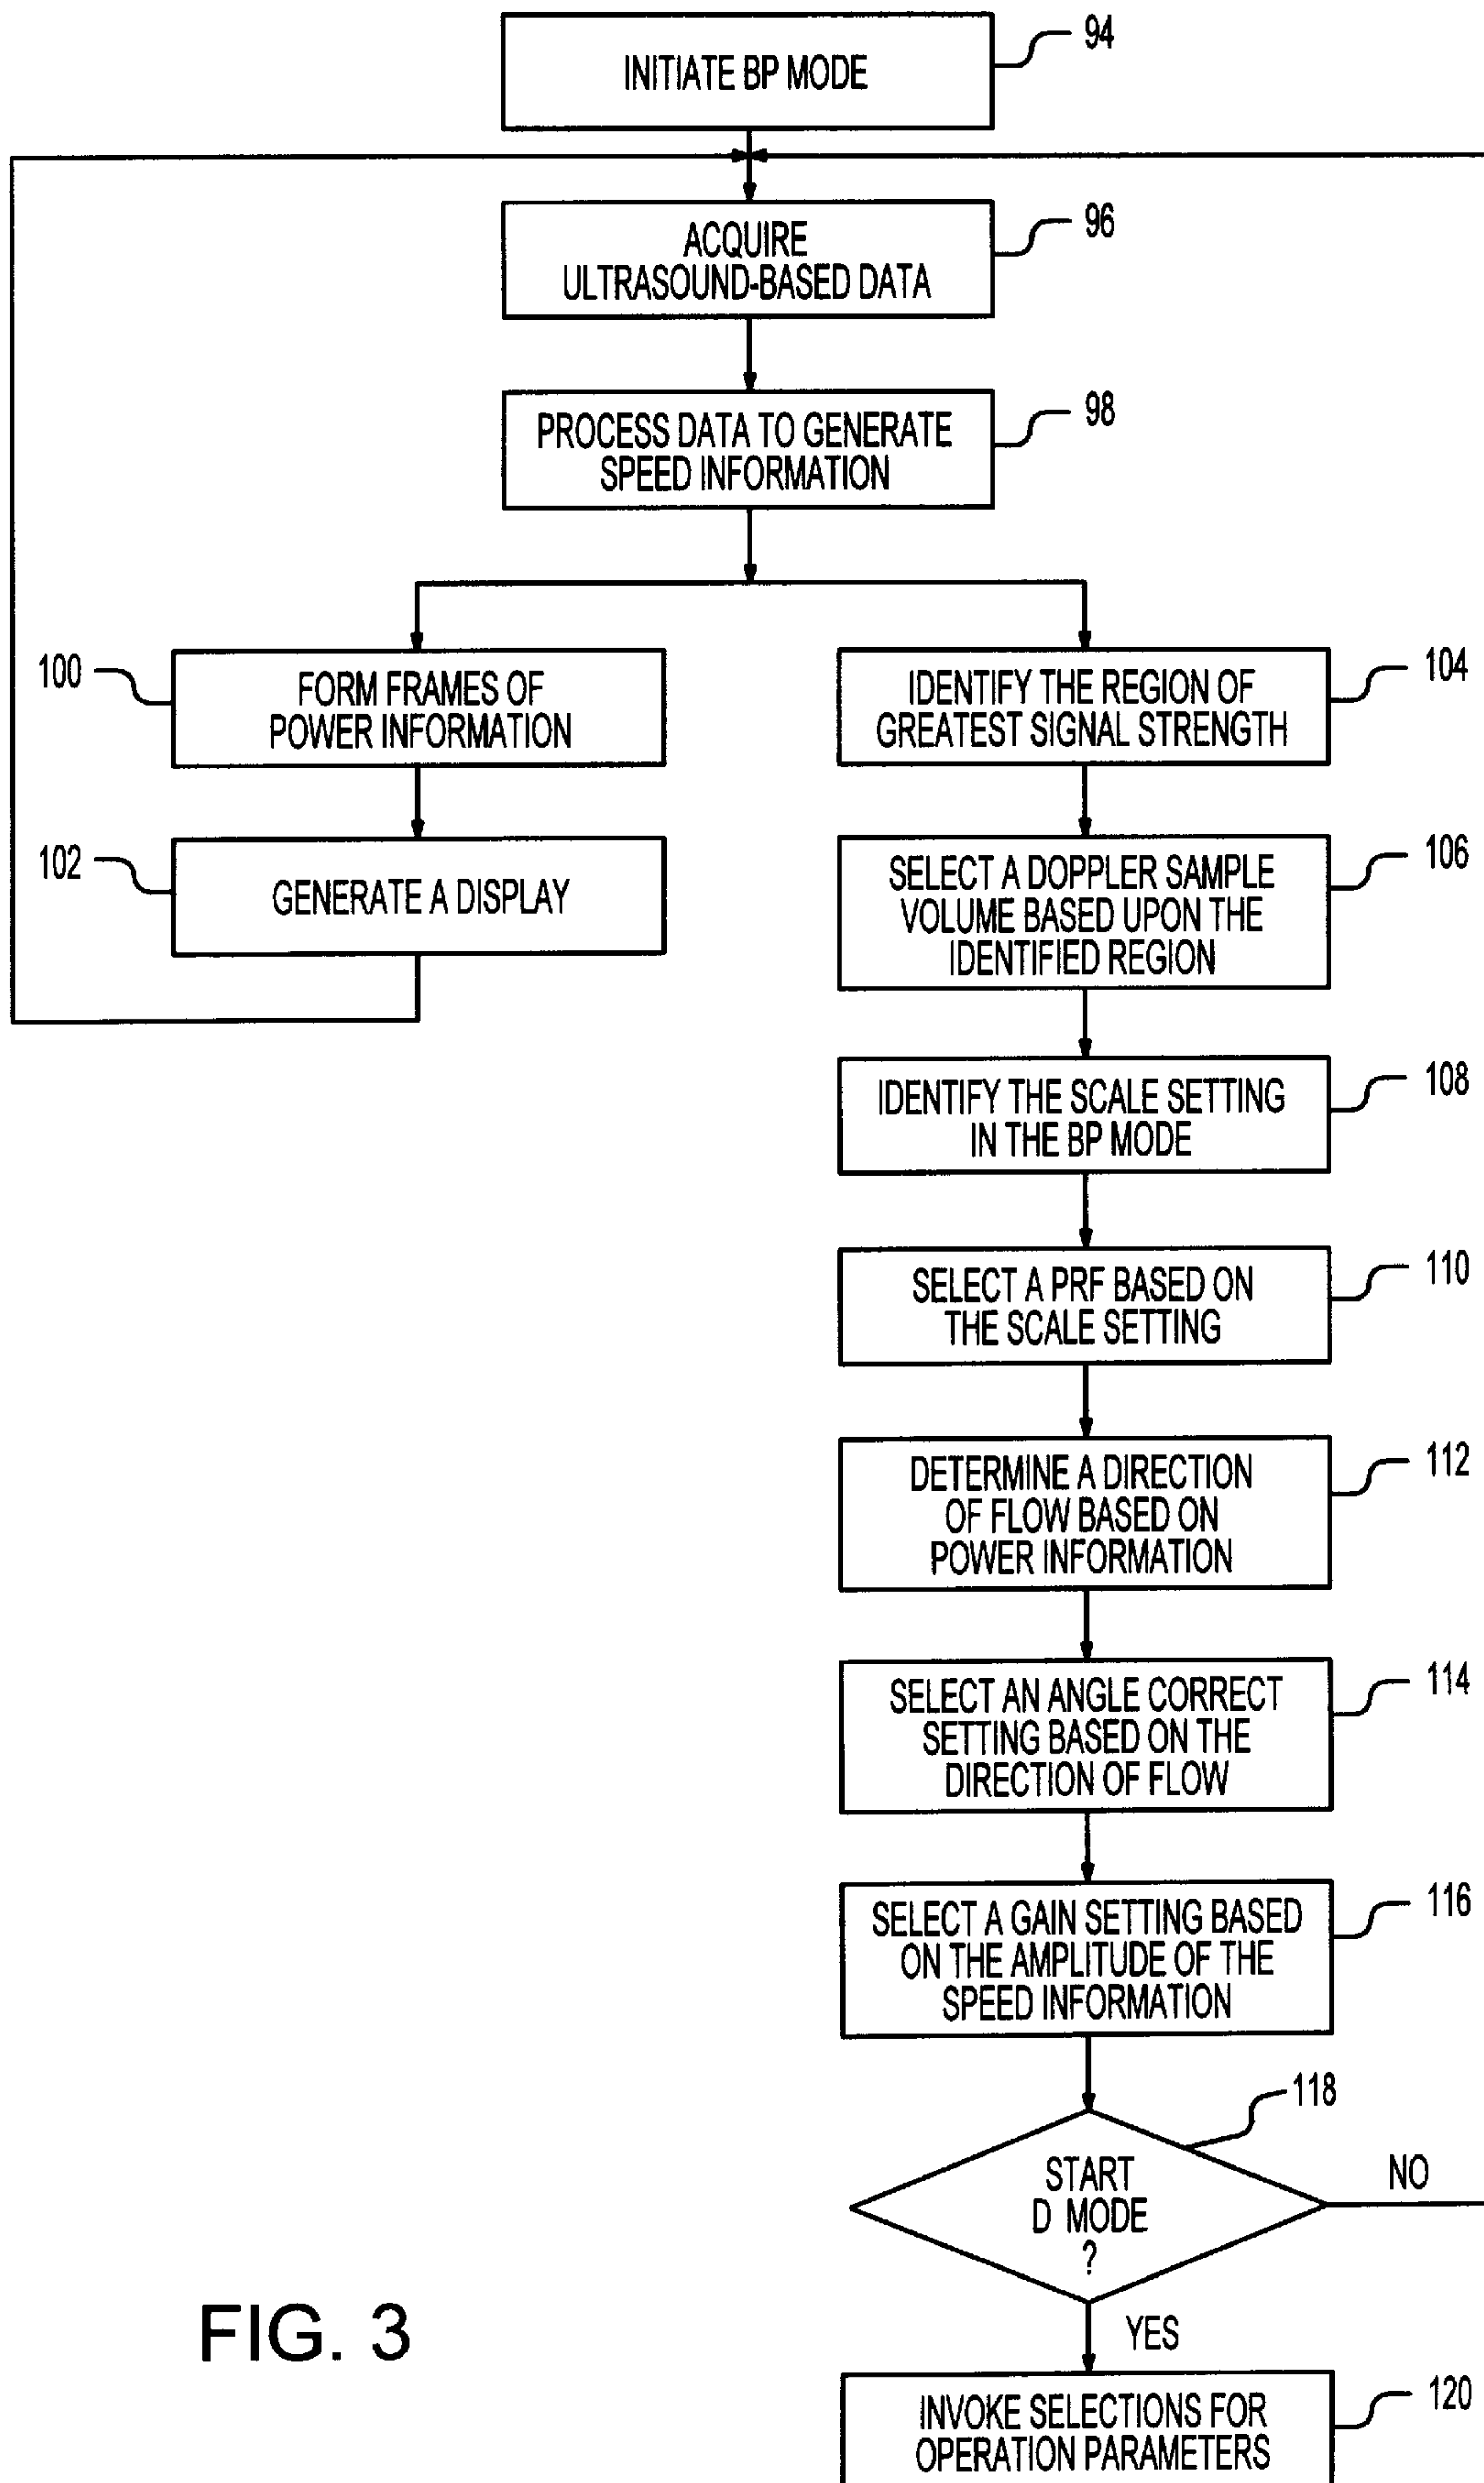 INITIATE BP MODE
94
ACQUIRE
ULTRASOUND-BASED DATA
96
PROCESS DATA TO GENERATE
SPEED INFORMATION
98
100
FORM FRAMES OF
POWER INFORMATION
102
GENERATE A DISPLAY
IDENTIFY THE REGION OF
GREATEST SIGNAL STRENGTH
104
SELECT A DOPPLER SAMPLE
VOLUME BASED UPON THE
IDENTIFIED REGION
106
IDENTIFY THE SCALE SETTING
IN THE BP MODE
108
SELECT A PRF BASED ON
THE SCALE SETTING
110
DETERMINE A DIRECTION
OF FLOW BASED ON
POWER INFORMATION
112
SELECT AN ANGLE CORRECT
SETTING BASED ON THE
DIRECTION OF FLOW
114
SELECT A GAIN SETTING BASED
ON THE AMPLITUDE OF THE
SPEED INFORMATION
116
118
START
D MODE
?
NO
YES
INVOKE SELECTIONS FOR
OPERATION PARAMETERS
120
FIG. 3